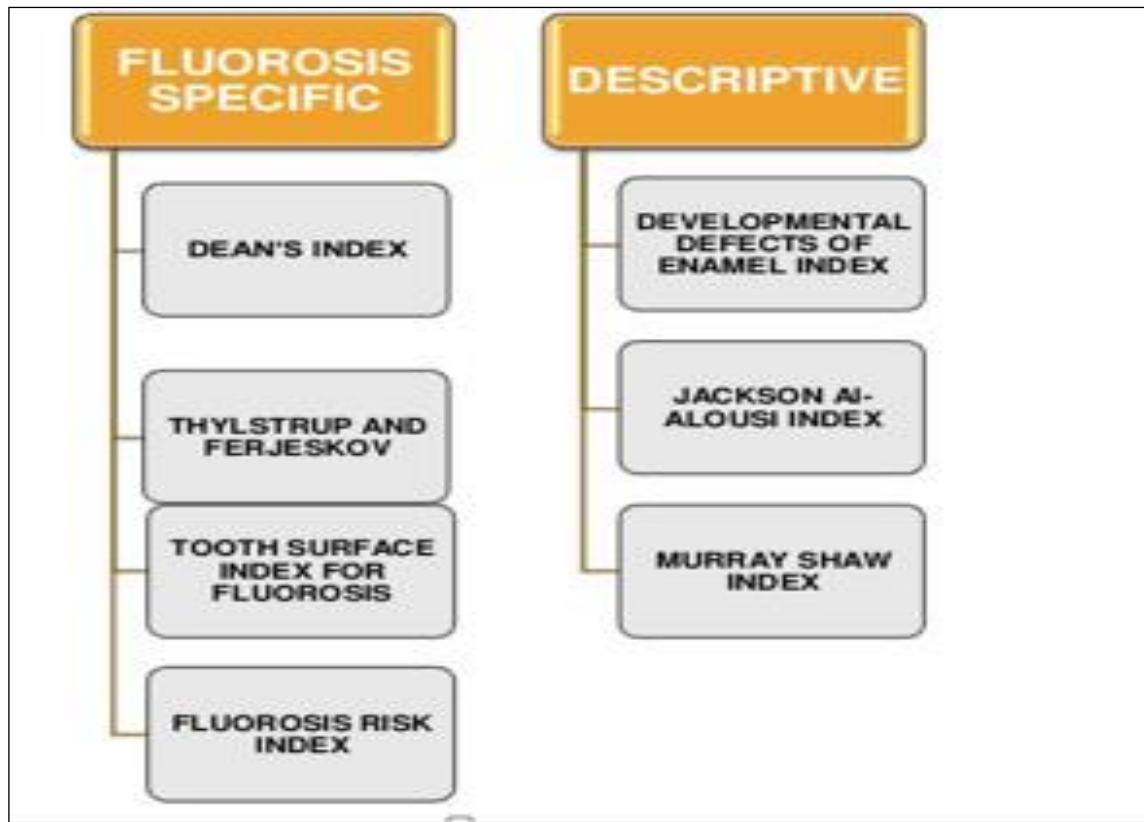 FLUOROSIS
SPECIFIC
DEAN'S INDEX
THYLSTRUP AND
FERJESKOV
TOOTH SURFACE
INDEX FOR
FLUOROSIS
FLUOROSIS RISK
INDEX
DESCRIPTIVE
DEVELOPMENTAL
DEFECTS OF
ENAMEL INDEX
JACKSON AI-
ALOUSI INDEX
MURRAY SHAW
INDEX